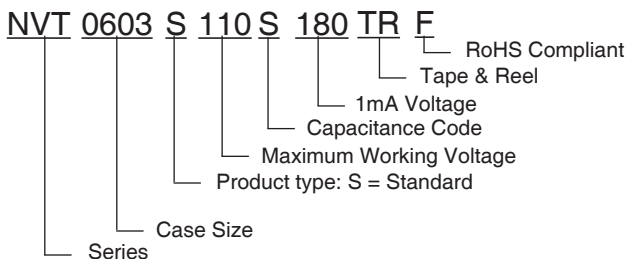 NVT 0603 S 110 S 180 TR F
RoHS Compliant
Tape & Reel
1mA Voltage
Capacitance Code
Maximum Working Voltage
Product type: S = Standard
Case Size
Series